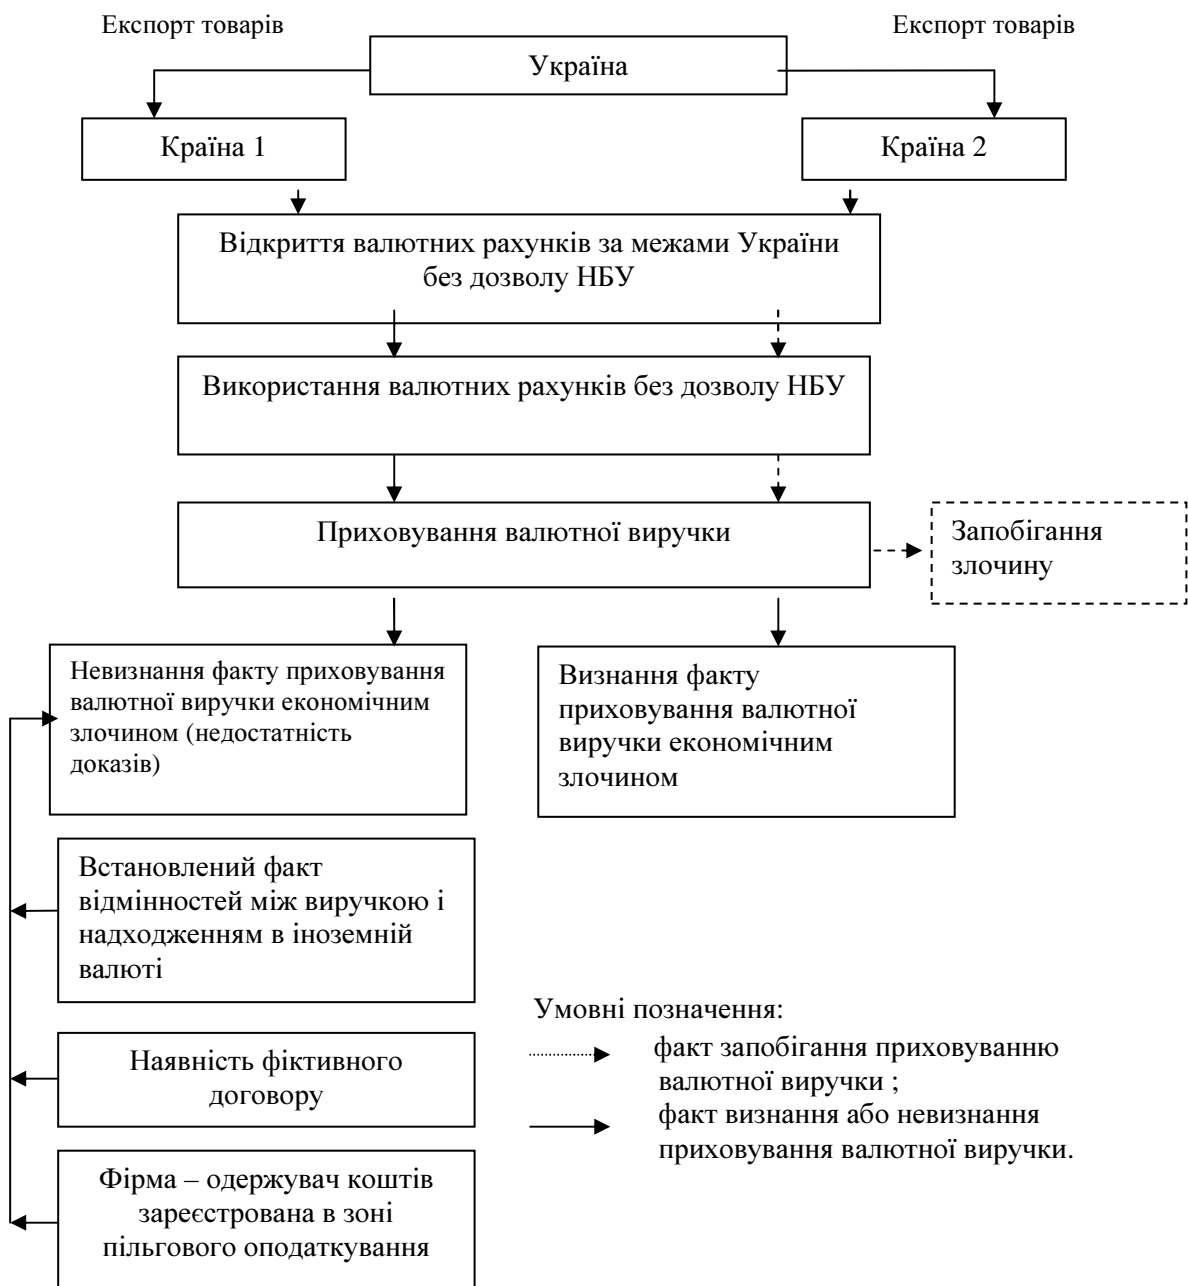 Експорт товарів
Експорт товарів
Україна
Країна 1
Країна 2
Відкриття валютних рахунків за межами України
без дозволу НБУ
Використання валютних рахунків без дозволу НБУ
Приховування валютної виручки
Запобігання
злочину
Невизнання факту приховування
валютної виручки економічним
злочином (недостатність
доказів)
Визнання факту
приховування валютної
виручки економічним
злочином
Встановлений факт
відмінностей між виручкою і
надходженням в іноземній
валюті
Наявність фіктивного
договору
Фірма – одержувач коштів
зареєстрована в зоні
пільгового оподаткування
Умовні позначення:
факт запобігання приховуванню
валютної виручки ;
факт визнання або невизнання
приховування валютної виручки.